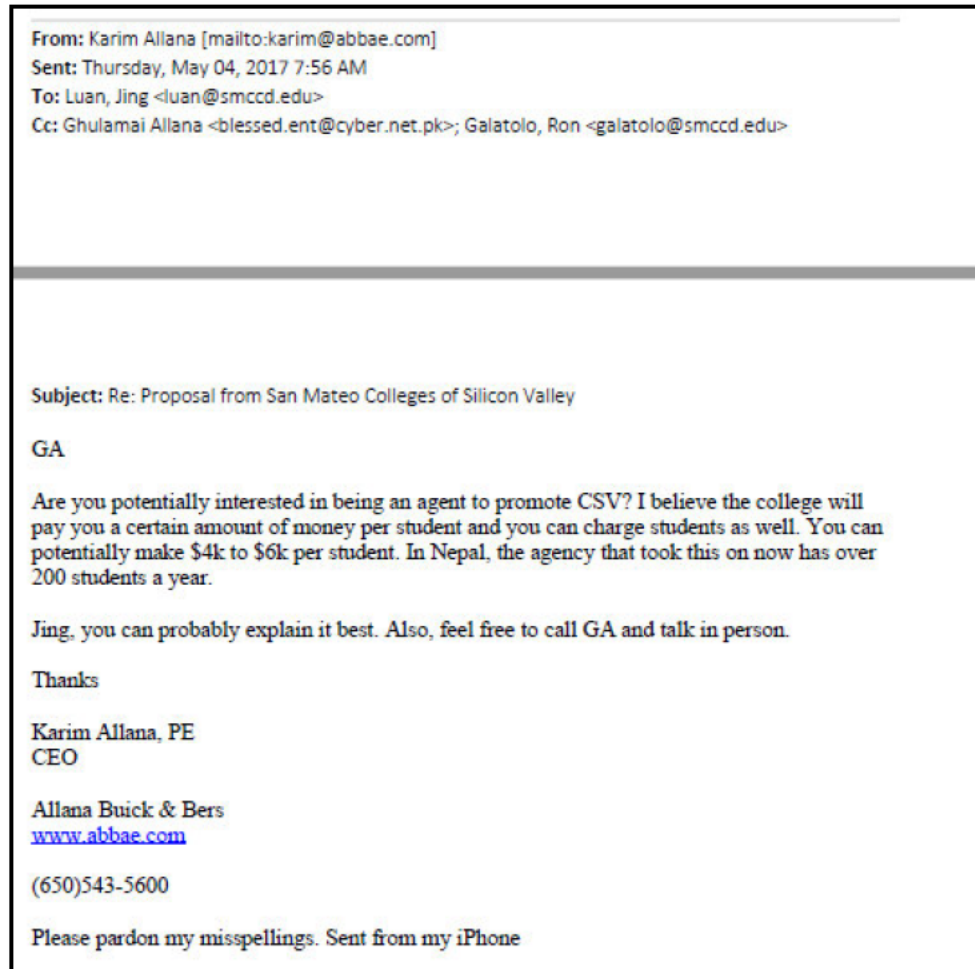 From: Karim Allana [mailto:karim@abbae.com]
Sent: Thursday, May 04, 2017 7:56 AM
To: Luan, Jing <luan@smccd.edu>
Cc: Ghulamai Allana <blessed.ent@cyber.net.pk>; Galatolo, Ron <galatolo@smccd.edu>
Subject: Re: Proposal from San Mateo Colleges of Silicon Valley
GA
Are you potentially interested in being an agent to promote CSV? I believe the college will
pay you a certain amount of money per student and you can charge students as well. You can
potentially make $4k to $6k per student. In Nepal, the agency that took this on now has over
200 students a year.
Jing, you can probably explain it best. Also, feel free to call GA and talk in person.
Thanks
Karim Allana, PE
CEO
Allana Buick & Bers
www.abbae.com
(650)543-5600
Please pardon my misspellings. Sent from my iPhone